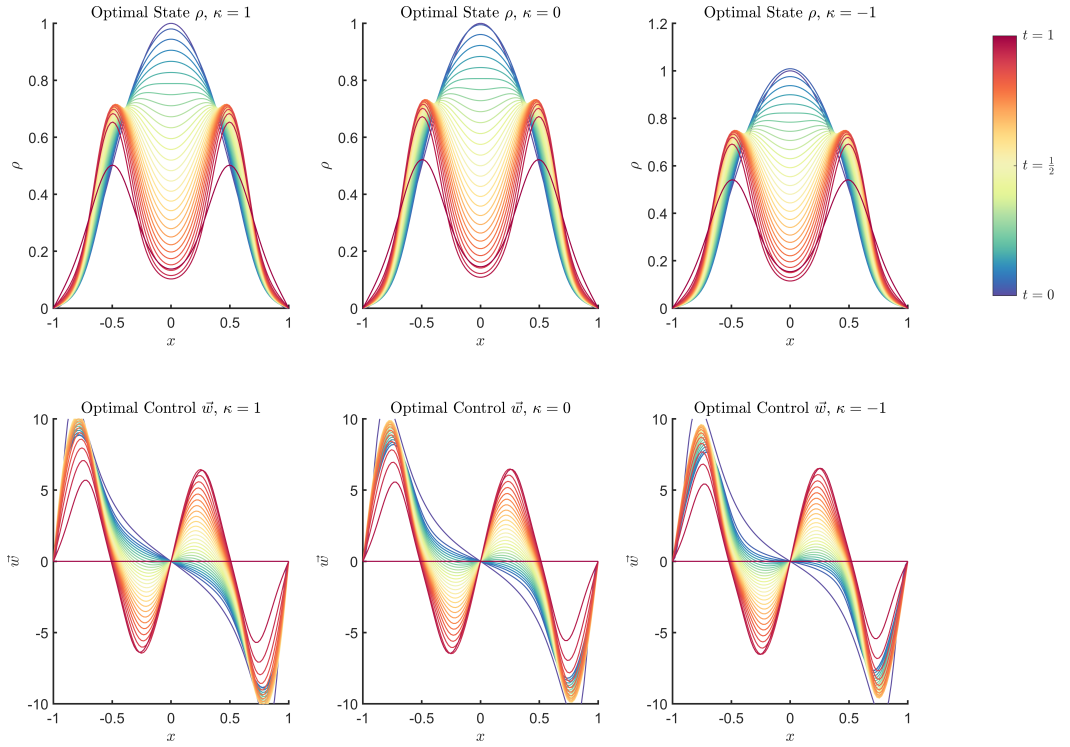 Optimal State ρ, κ = 1
Optimal State ρ, κ = 0
Optimal State ρ, κ = −1
1
0.8
0.6
0.4
0.2
0
ρ
-1 -0.5 0 0.5 1
x
1
0.8
0.6
0.4
0.2
0
ρ
-1 -0.5 0 0.5 1
x
1.2
1
0.8
0.6
0.4
0.2
0
ρ
-1 -0.5 0 0.5 1
x
t = 1
t = 1/2
t = 0
Optimal Control w⃗, κ = 1
Optimal Control w⃗, κ = 0
Optimal Control w⃗, κ = −1
10
5
0
-5
-10
w⃗
-1 -0.5 0 0.5 1
x
10
5
0
-5
-10
w⃗
-1 -0.5 0 0.5 1
x
10
5
0
-5
-10
w⃗
-1 -0.5 0 0.5 1
x